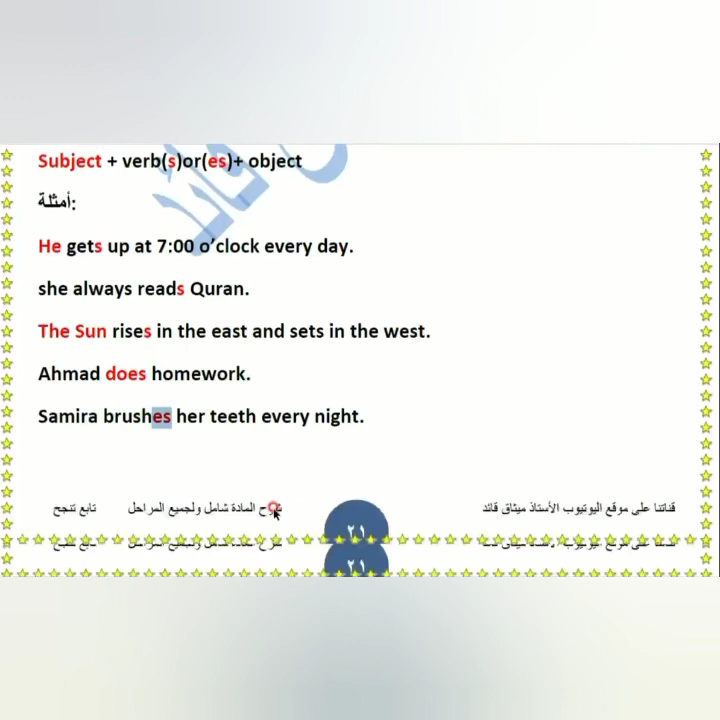 Subject + verb(s)or(es)+ object
أمثلة:
He gets up at 7:00 o’clock every day.
she always reads Quran.
The Sun rises in the east and sets in the west.
Ahmad does homework.
Samira brushes her teeth every night.
قناتنا على موقع اليوتيوب الأستاذ ميثاق قائد
٢١
شرح المادة شامل ولجميع المراحل
تابع تنجح
٢١